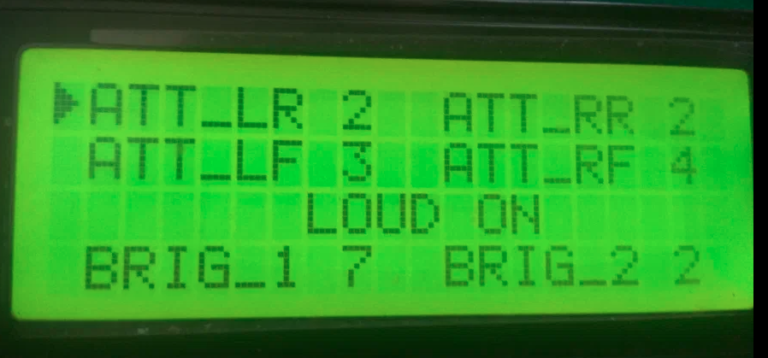 ▶ATT_LR 2 ATT_RR 2
ATT_LF 3 ATT_RF 4
LOUD ON
BRIG_1 7 BRIG_2 2